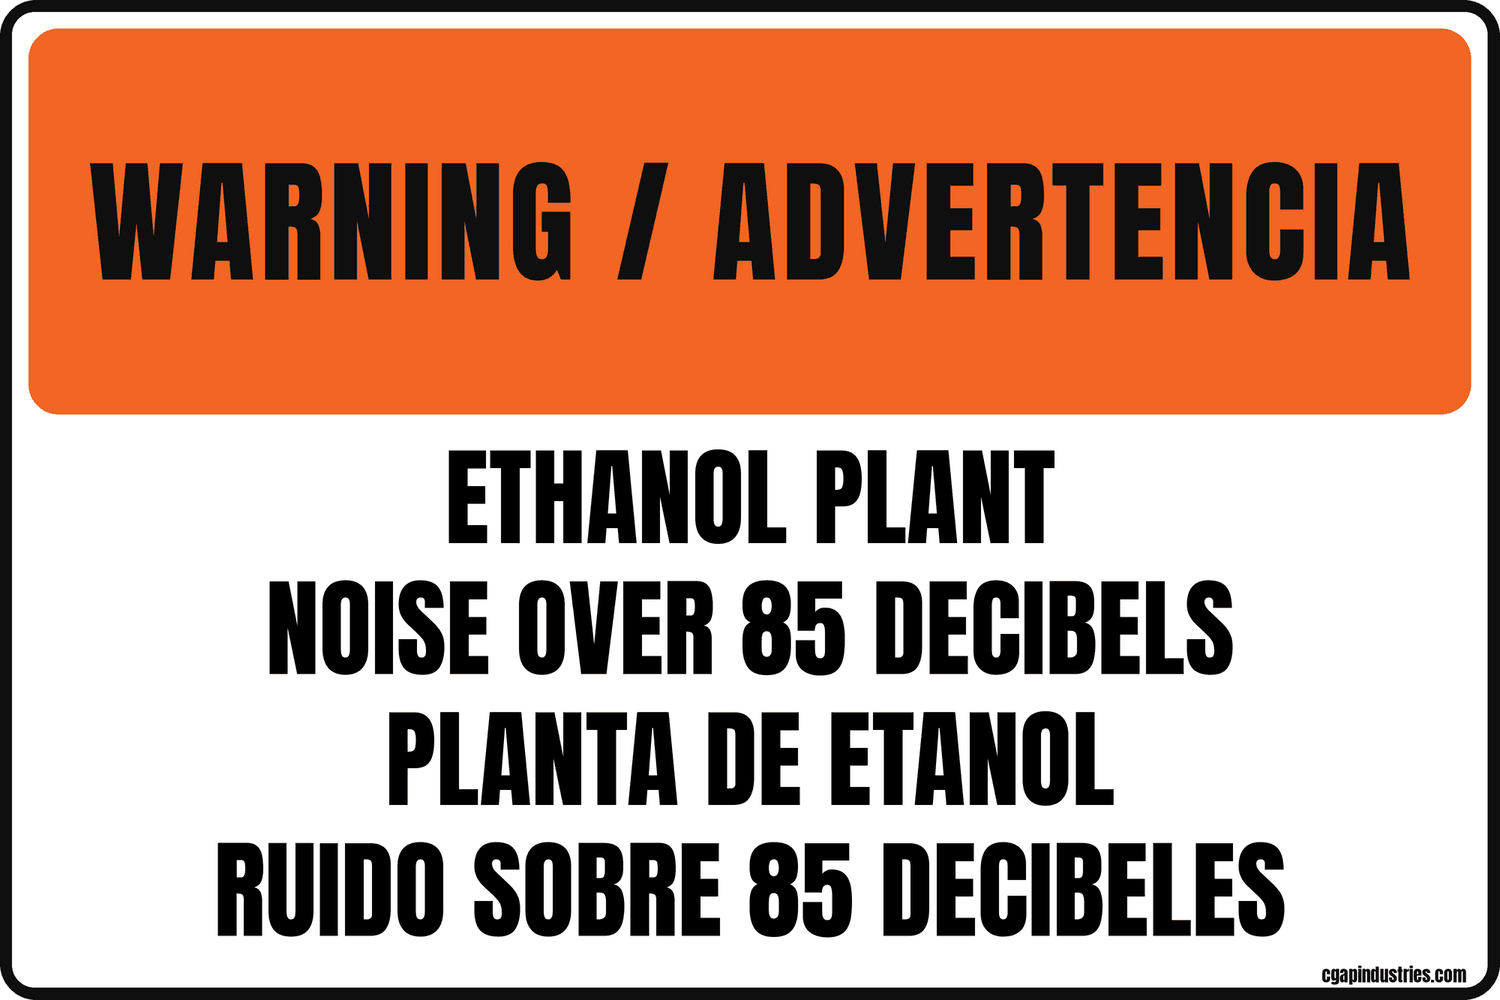 WARNING / ADVERTENCIA
ETHANOL PLANT
NOISE OVER 85 DECIBELS
PLANTA DE ETANOL
RUIDO SOBRE 85 DECIBELES
cgapindustries.com